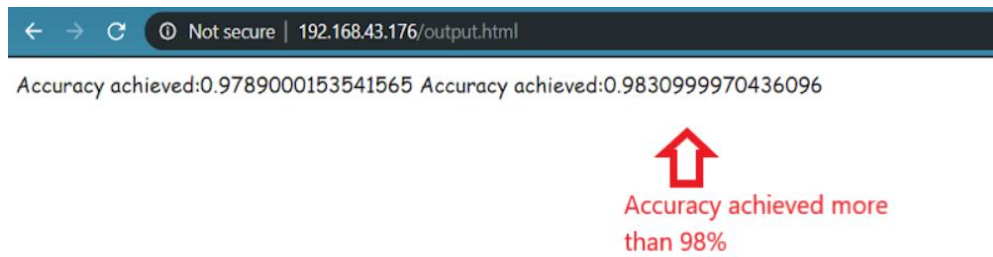 Not secure | 192.168.43.176/output.html
Accuracy achieved:0.9789000153541565 Accuracy achieved:0.9830999970436096
Accuracy achieved more
than 98%